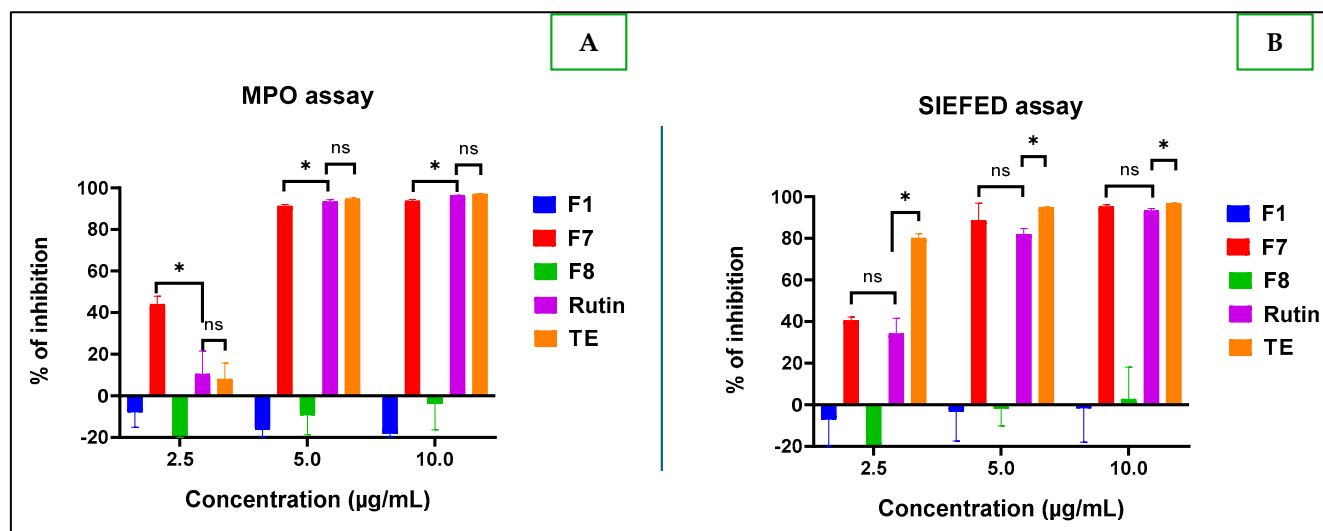 A
MPO assay
% of inhibition
100
80
60
40
20
0
-20
*
ns
*
ns
*
ns
2.5
5.0
10.0
Concentration (µg/mL)
F1
F7
F8
Rutin
TE
B
SIEFED assay
% of inhibition
100
80
60
40
20
0
-20
ns
*
ns
*
ns
*
2.5
5.0
10.0
Concentration (µg/mL)
F1
F7
F8
Rutin
TE